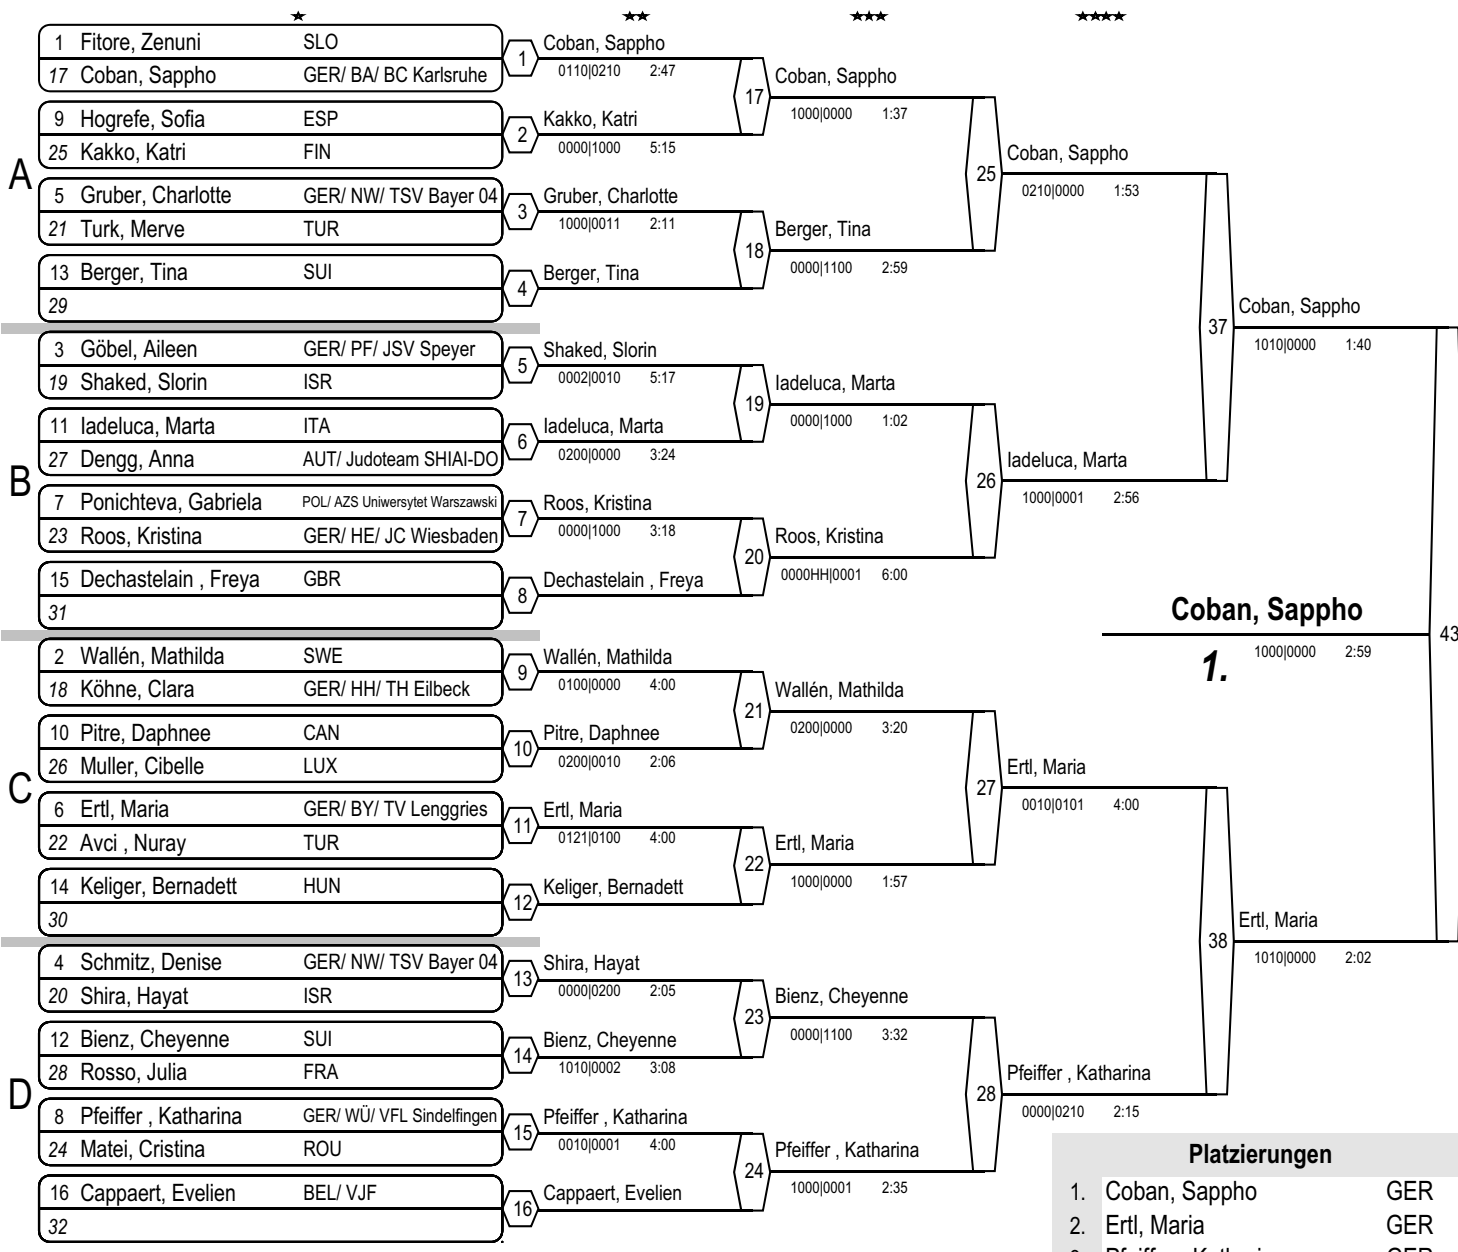 1 Fitore, Zenuni SLO
17 Coban, Sappho GER/ BA/ BC Karlsruhe
9 Hogrefe, Sofia ESP
25 Kakko, Katri FIN
A
5 Gruber, Charlotte GER/ NW/ TSV Bayer 04
21 Turk, Merve TUR
13 Berger, Tina SUI
29
3 Göbel, Aileen GER/ PF/ JSV Speyer
19 Shaked, Slorin ISR
11 Iadeluca, Marta ITA
27 Dengg, Anna AUT/ Judoteam SHIAI-DO
B
7 Ponichteva, Gabriela POL/ AZS Uniwersytet Warszawski
23 Roos, Kristina GER/ HE/ JC Wiesbaden
15 Dechastelain , Freya GBR
31
2 Wallén, Mathilda SWE
18 Köhne, Clara GER/ HH/ TH Eilbeck
10 Pitre, Daphnee CAN
26 Muller, Cibelle LUX
C
6 Ertl, Maria GER/ BY/ TV Lenggries
22 Avci , Nuray TUR
14 Keliger, Bernadett HUN
30
4 Schmitz, Denise GER/ NW/ TSV Bayer 04
20 Shira, Hayat ISR
12 Bienz, Cheyenne SUI
28 Rosso, Julia FRA
D
8 Pfeiffer , Katharina GER/ WÜ/ VFL Sindelfingen
24 Matei, Cristina ROU
16 Cappaert, Evelien BEL/ VJF
32
1 Coban, Sappho
0110|0210 2:47
2 Kakko, Katri
0000|1000 5:15
3 Gruber, Charlotte
1000|0011 2:11
4 Berger, Tina
5 Shaked, Slorin
0002|0010 5:17
6 Iadeluca, Marta
0200|0000 3:24
7 Roos, Kristina
0000|1000 3:18
8 Dechastelain , Freya
9 Wallén, Mathilda
0100|0000 4:00
10 Pitre, Daphnee
0200|0010 2:06
11 Ertl, Maria
0121|0100 4:00
12 Keliger, Bernadett
13 Shira, Hayat
0000|0200 2:05
14 Bienz, Cheyenne
1010|0002 3:08
15 Pfeiffer , Katharina
0010|0001 4:00
16 Cappaert, Evelien
17 Coban, Sappho
1000|0000 1:37
18 Berger, Tina
0000|1100 2:59
19 Iadeluca, Marta
0000|1000 1:02
20 Roos, Kristina
0000HH|0001 6:00
21 Wallén, Mathilda
0200|0000 3:20
22 Ertl, Maria
1000|0000 1:57
23 Bienz, Cheyenne
0000|1100 3:32
24 Pfeiffer , Katharina
1000|0001 2:35
25 Coban, Sappho
0210|0000 1:53
26 Iadeluca, Marta
1000|0001 2:56
27 Ertl, Maria
0010|0101 4:00
28 Pfeiffer , Katharina
0000|0210 2:15
37 Coban, Sappho
1010|0000 1:40
38 Ertl, Maria
1010|0000 2:02
Coban, Sappho
43
1. 1000|0000 2:59
Platzierungen
1. Coban, Sappho GER
2. Ertl, Maria GER